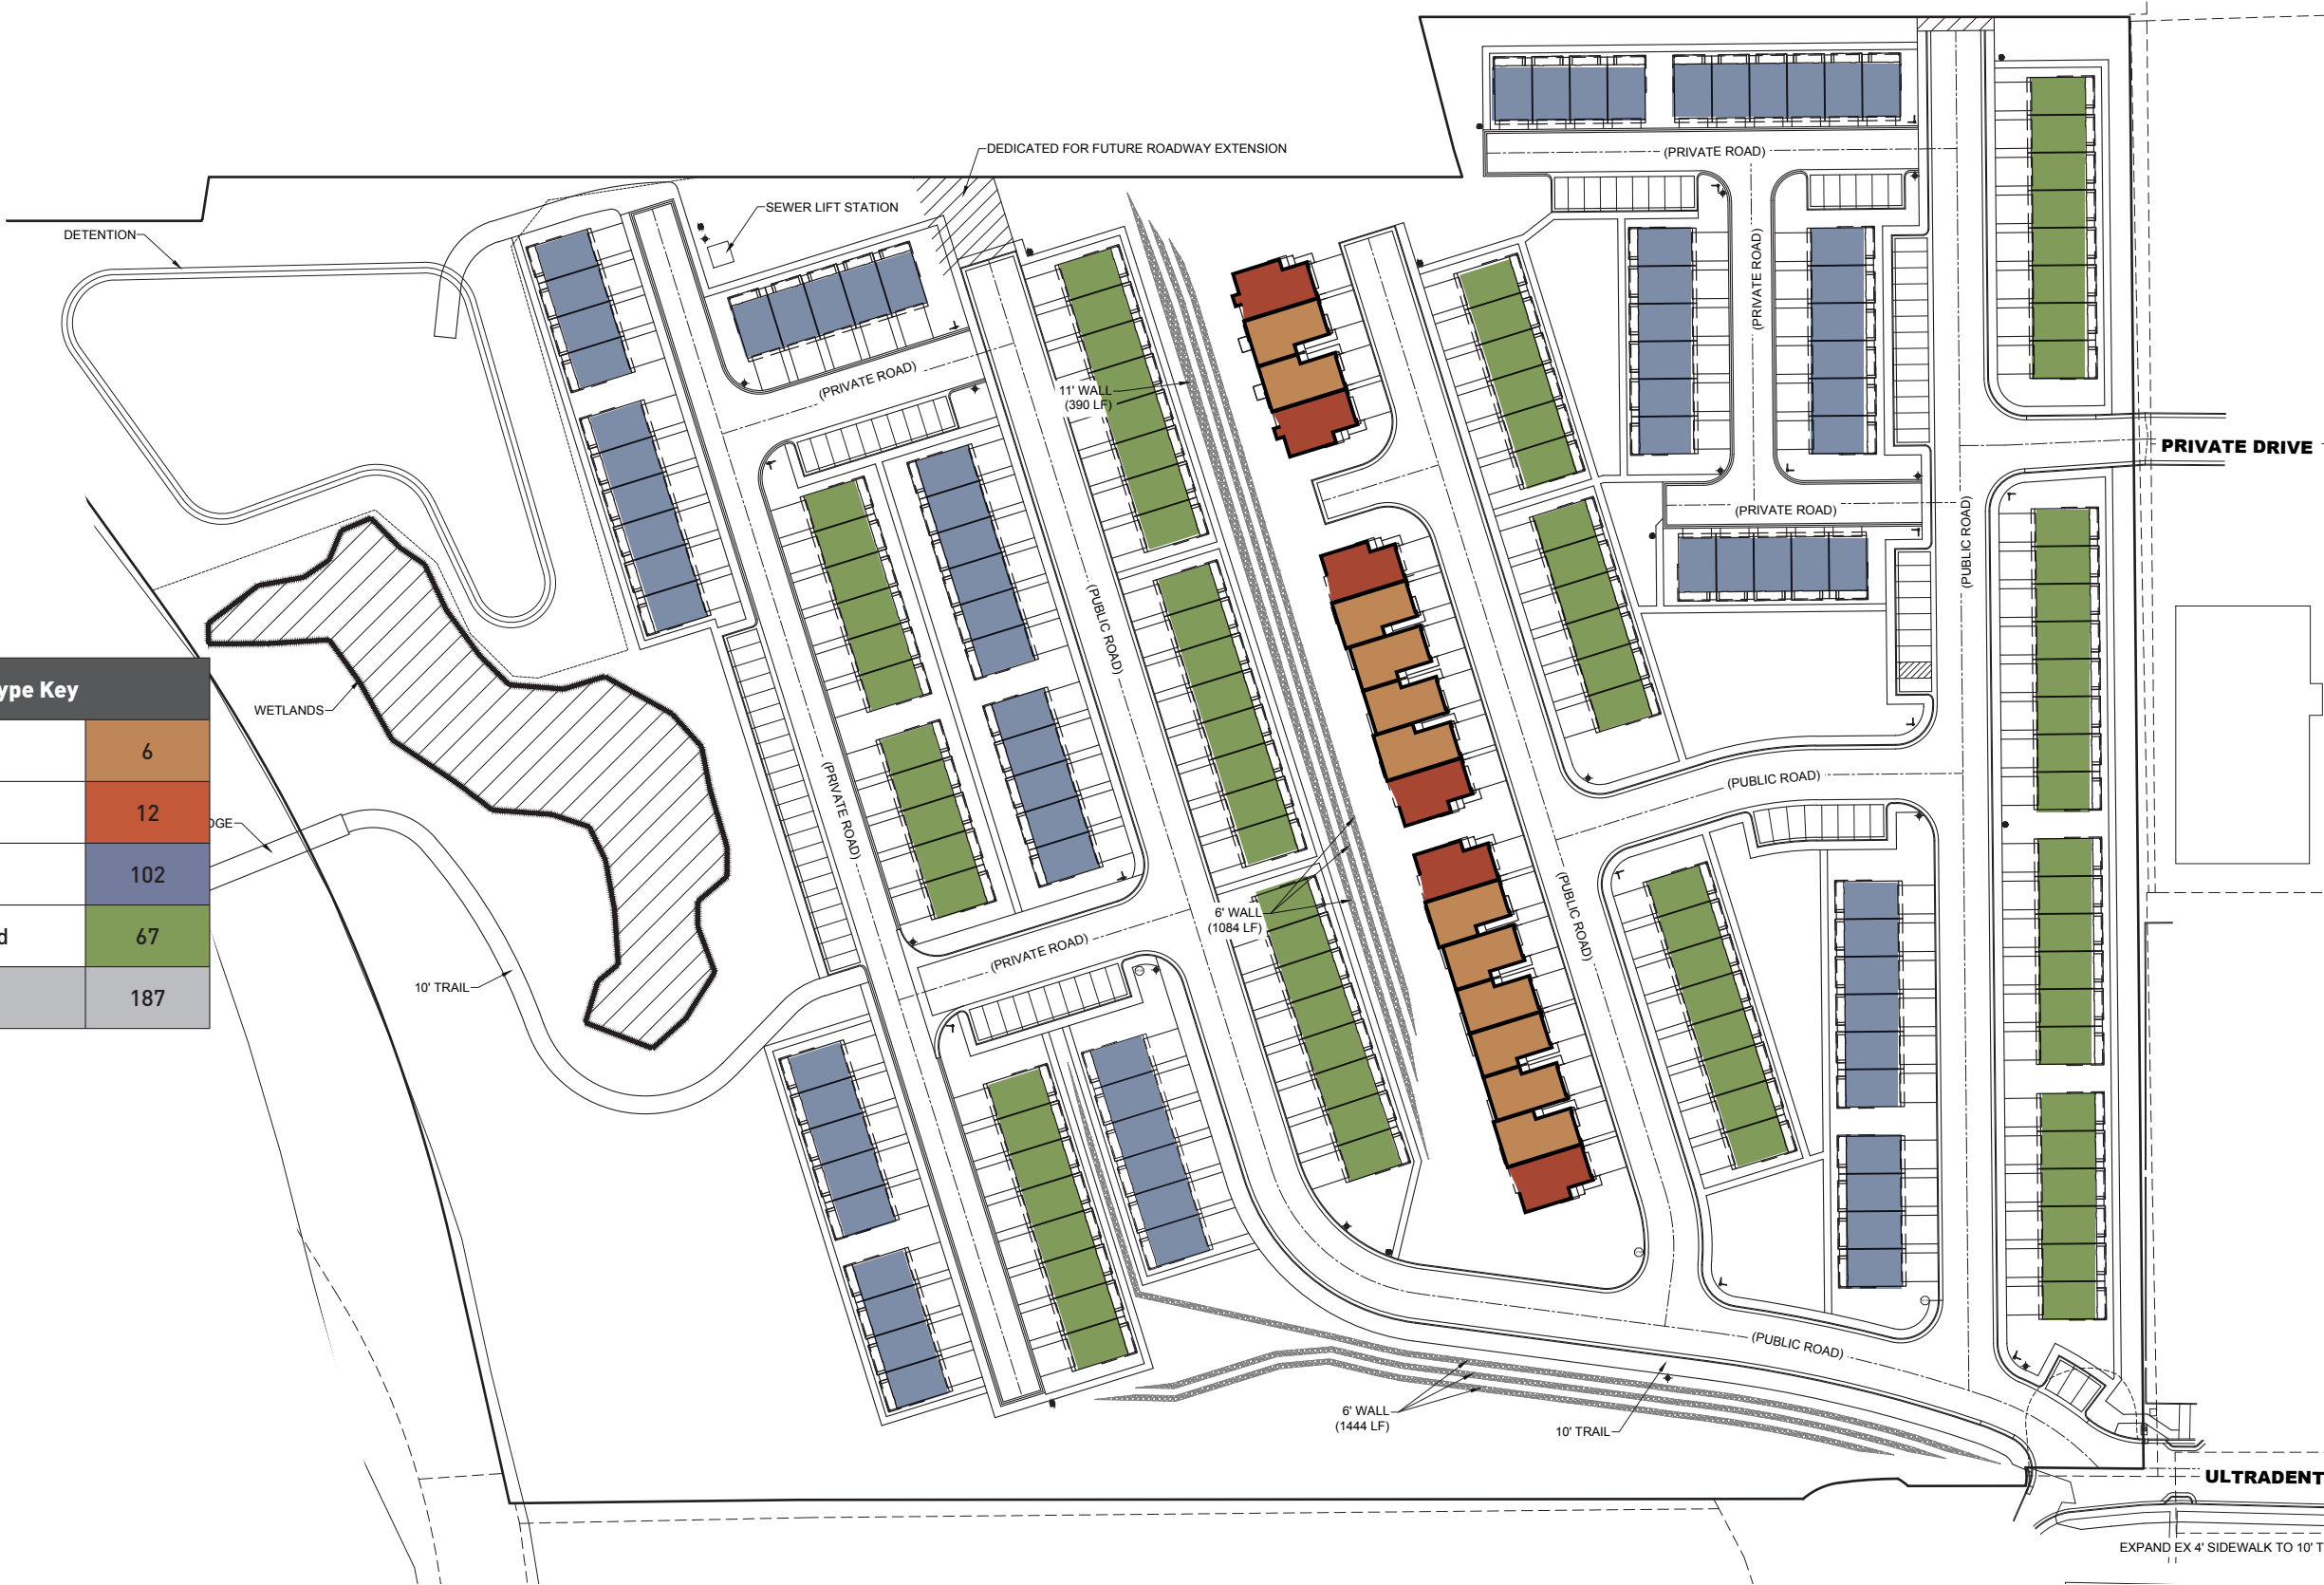 DEDICATED FOR FUTURE ROADWAY EXTENSION
(PRIVATE ROAD)
SEWER LIFT STATION
DETENTION
(PRIVATE ROAD)
(PRIVATE ROAD)
11' WALL
(390 LF)
PRIVATE DRIVE
(PRIVATE ROAD)
(PUBLIC ROAD)
(PUBLIC ROAD)
Key
6
12
102
67
187
WETLANDS
(PUBLIC ROAD)
(PRIVATE ROAD)
6' WALL
(1084 LF)
(PUBLIC ROAD)
(PRIVATE ROAD)
10' TRAIL
(PUBLIC ROAD)
6' WALL
(1444 LF)
10' TRAIL
ULTRADENT
EXPAND EX 4' SIDEWALK TO 10'